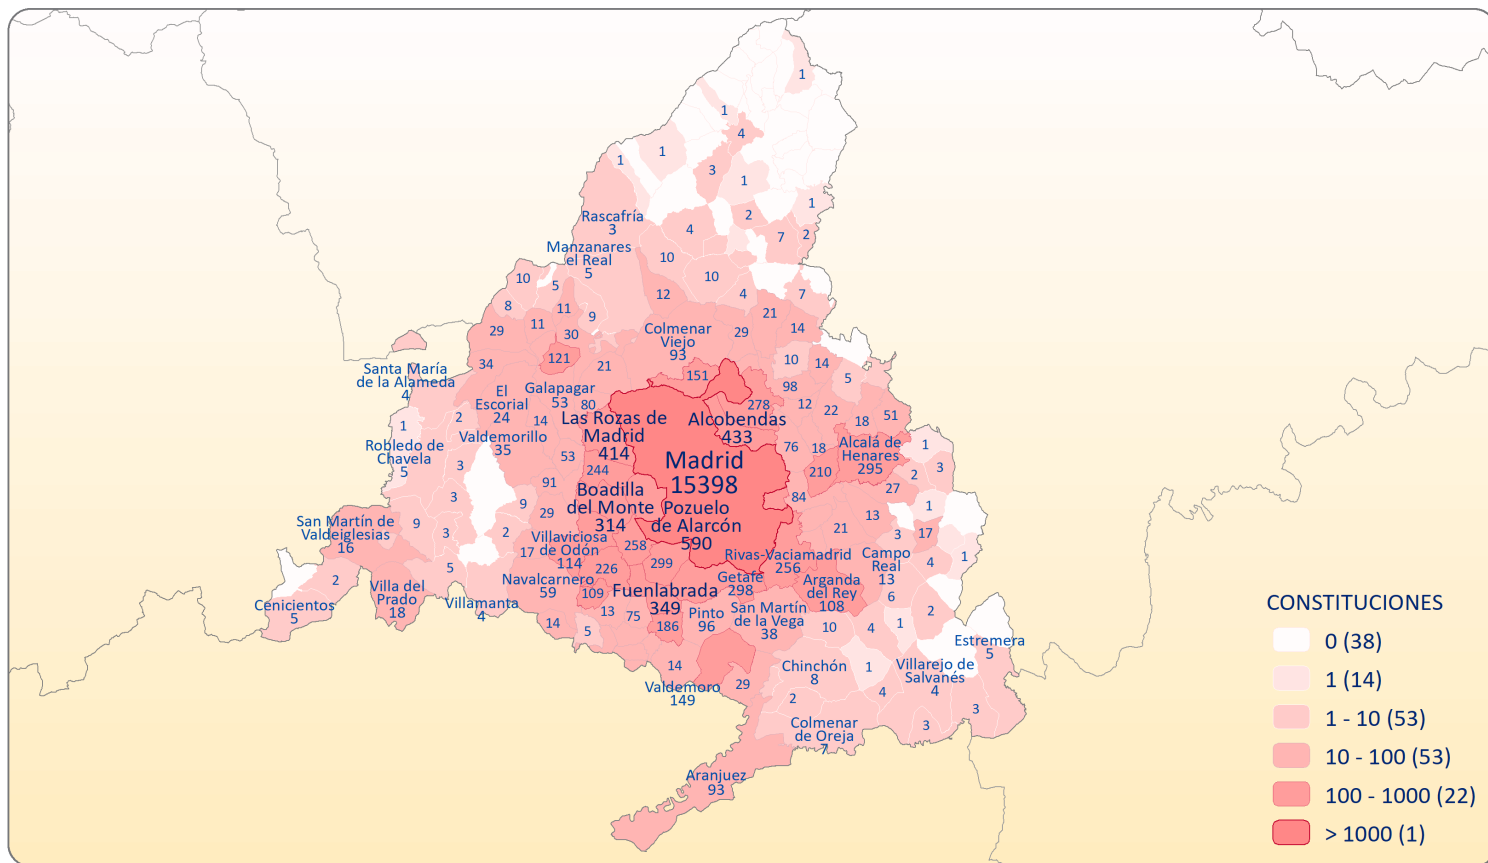 1
1
4
1
1
3
1
1
2
Rascafría
3
4
7
2
Manzanares
el Real
5
10
10
10
5
12
4
7
8
11
9
21
29
11
30
29
14
Colmenar
Viejo
93
121
21
34
10
14
Santa María
de la Alameda
4
151
5
98
El
Escorial
24
Galapagar
53
80
278
12
22
51
2
14
18
1
Las Rozas de
Madrid
414
Alcobendas
433
Robledo de
Chavela
5
Valdemorillo
35
76
18
Alcalá de
Henares
295
1
53
3
244
Madrid
15398
210
2
3
91
27
3
9
Boadilla
del Monte
314
84
1
29
Pozuelo
de Alarcón
590
13
San Martín de
Valdeiglesias
16
9
3
2
21
3
17
Villaviciosa
de Odón
114
17
258
299
Rivas-Vaciamadrid
256
Campo
Real
13
4
1
5
226
2
Villa del
Prado
18
Navalcarnero
59
109
Getafe
298
Arganda
del Rey
108
6
Cenicientos
5
Villamanta
4
Fuenlabrada
349
13
75
186
Pinto
96
San Martín
de la Vega
38
2
14
5
10
4
1
Estremera
5
14
Chinchón
8
1
Villarejo de
Salvanés
4
Valdemoro
149
29
2
4
3
3
Colmenar
de Oreja
7
Aranjuez
93
CONSTITUCIONES
0 (38)
1 (14)
1 - 10 (53)
10 - 100 (53)
100 - 1000 (22)
> 1000 (1)